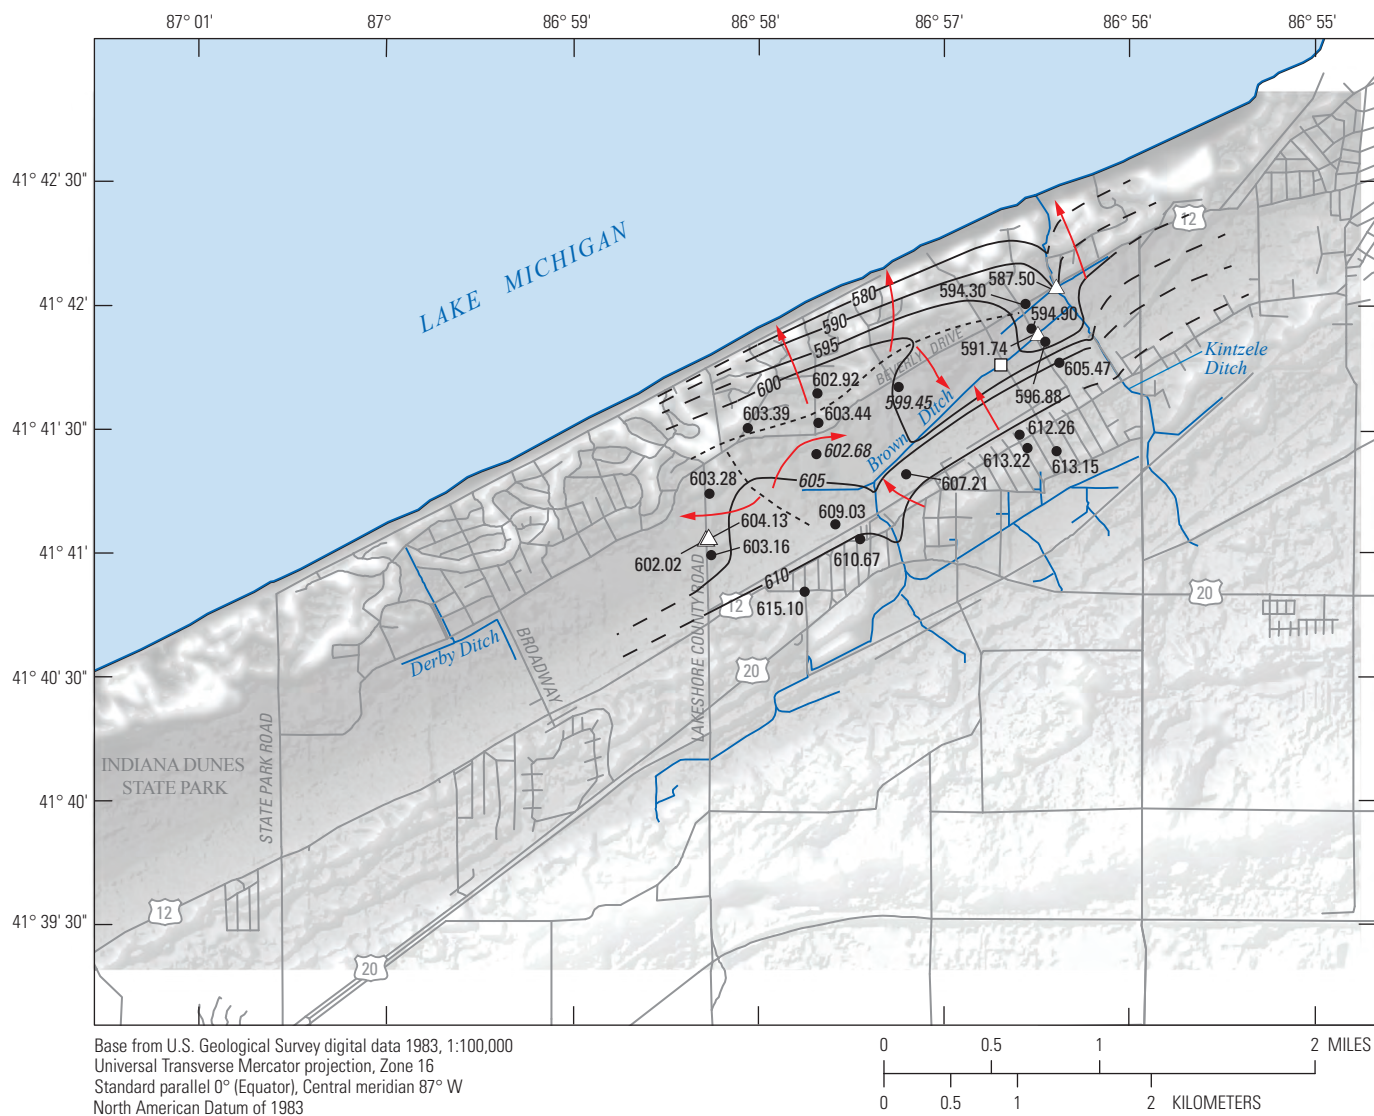 87° 01'
87°
86° 59'
86° 58'
86° 57'
86° 56'
86° 55'
41° 42' 30"
12
LAKE MICHIGAN
587.50
41° 42'
580
594.30
590
594.90
595
BEVERLY DRIVE
591.74
Kintzele
Ditch
600
602.92
599.45
596.88
605.47
603.39
603.44
41° 41' 30"
Brown Ditch
612.26
602.68
613.22
613.15
603.28
605
607.21
604.13
609.03
41° 41'
602.02
603.16
610.67
610
12
615.10
20
Derby Ditch
BROADWAY
LAKESHORE COUNTY ROAD
41° 40' 30"
20
STATE PARK ROAD
INDIANA DUNES
STATE PARK
41° 40'
12
41° 39' 30"
20
Base from U.S. Geological Survey digital data 1983, 1:100,000
Universal Transverse Mercator projection, Zone 16
Standard parallel 0° (Equator), Central meridian 87° W
North American Datum of 1983
0 0.5 1 2 MILES
0 0.5 1 2 KILOMETERS